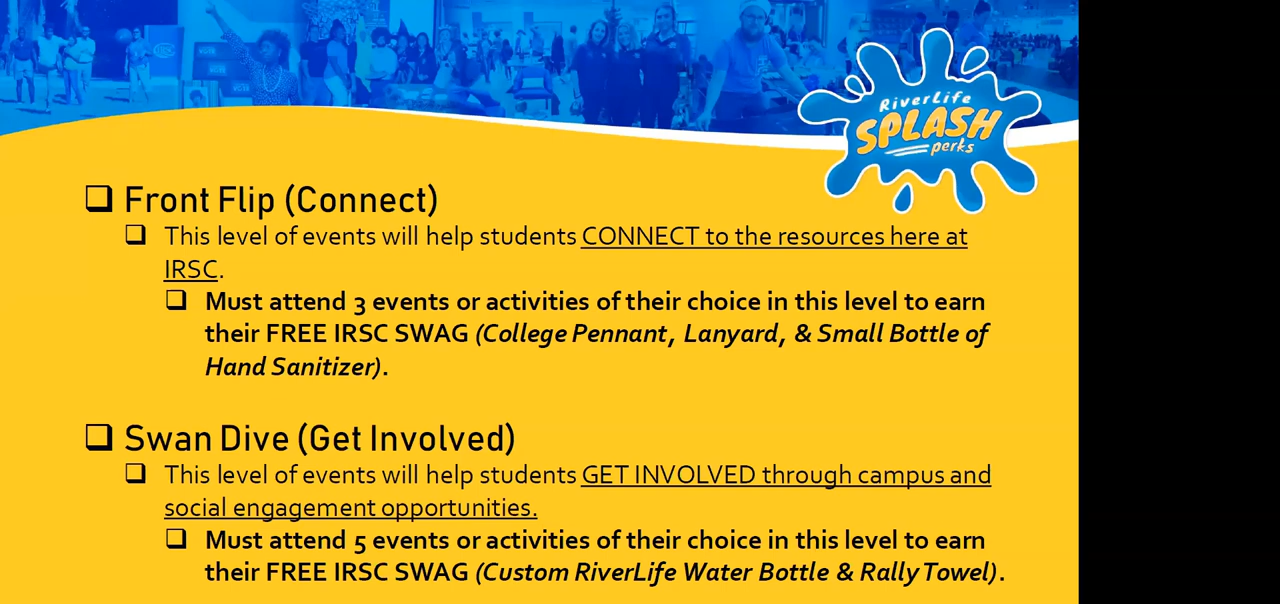 RiverLife
SPLASH
perks
Front Flip (Connect)
This level of events will help students CONNECT to the resources here at
IRSC.
Must attend 3 events or activities of their choice in this level to earn
their FREE IRSC SWAG (College Pennant, Lanyard, & Small Bottle of
Hand Sanitizer).
Swan Dive (Get Involved)
This level of events will help students GET INVOLVED through campus and
social engagement opportunities.
Must attend 5 events or activities of their choice in this level to earn
their FREE IRSC SWAG (Custom RiverLife Water Bottle & Rally Towel).